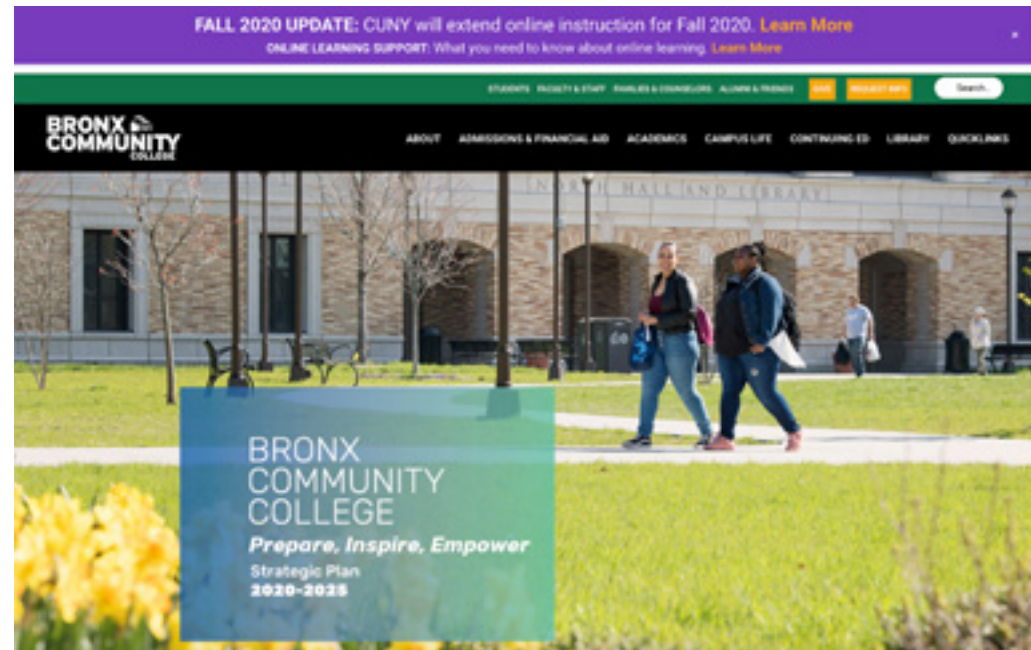 FALL 2020 UPDATE: CUNY will extend online instruction for Fall 2020. Learn More
ONLINE LEARNING SUPPORT: What you need to know about online learning. Learn More
STUDENTS FACULTY & STAFF FAMILIES & COUNSELORS ALUMNI & FRIENDS GIVE REQUEST INFO Search..
BRONX
COMMUNITY
COLLEGE
ABOUT ADMISSIONS & FINANCIAL AID ACADEMICS CAMPUS LIFE CONTINUING ED LIBRARY QUICKLINKS
NORTH HALL AND LIBRARY
BRONX
COMMUNITY
COLLEGE
Prepare, Inspire, Empower
Strategic Plan
2020-2025